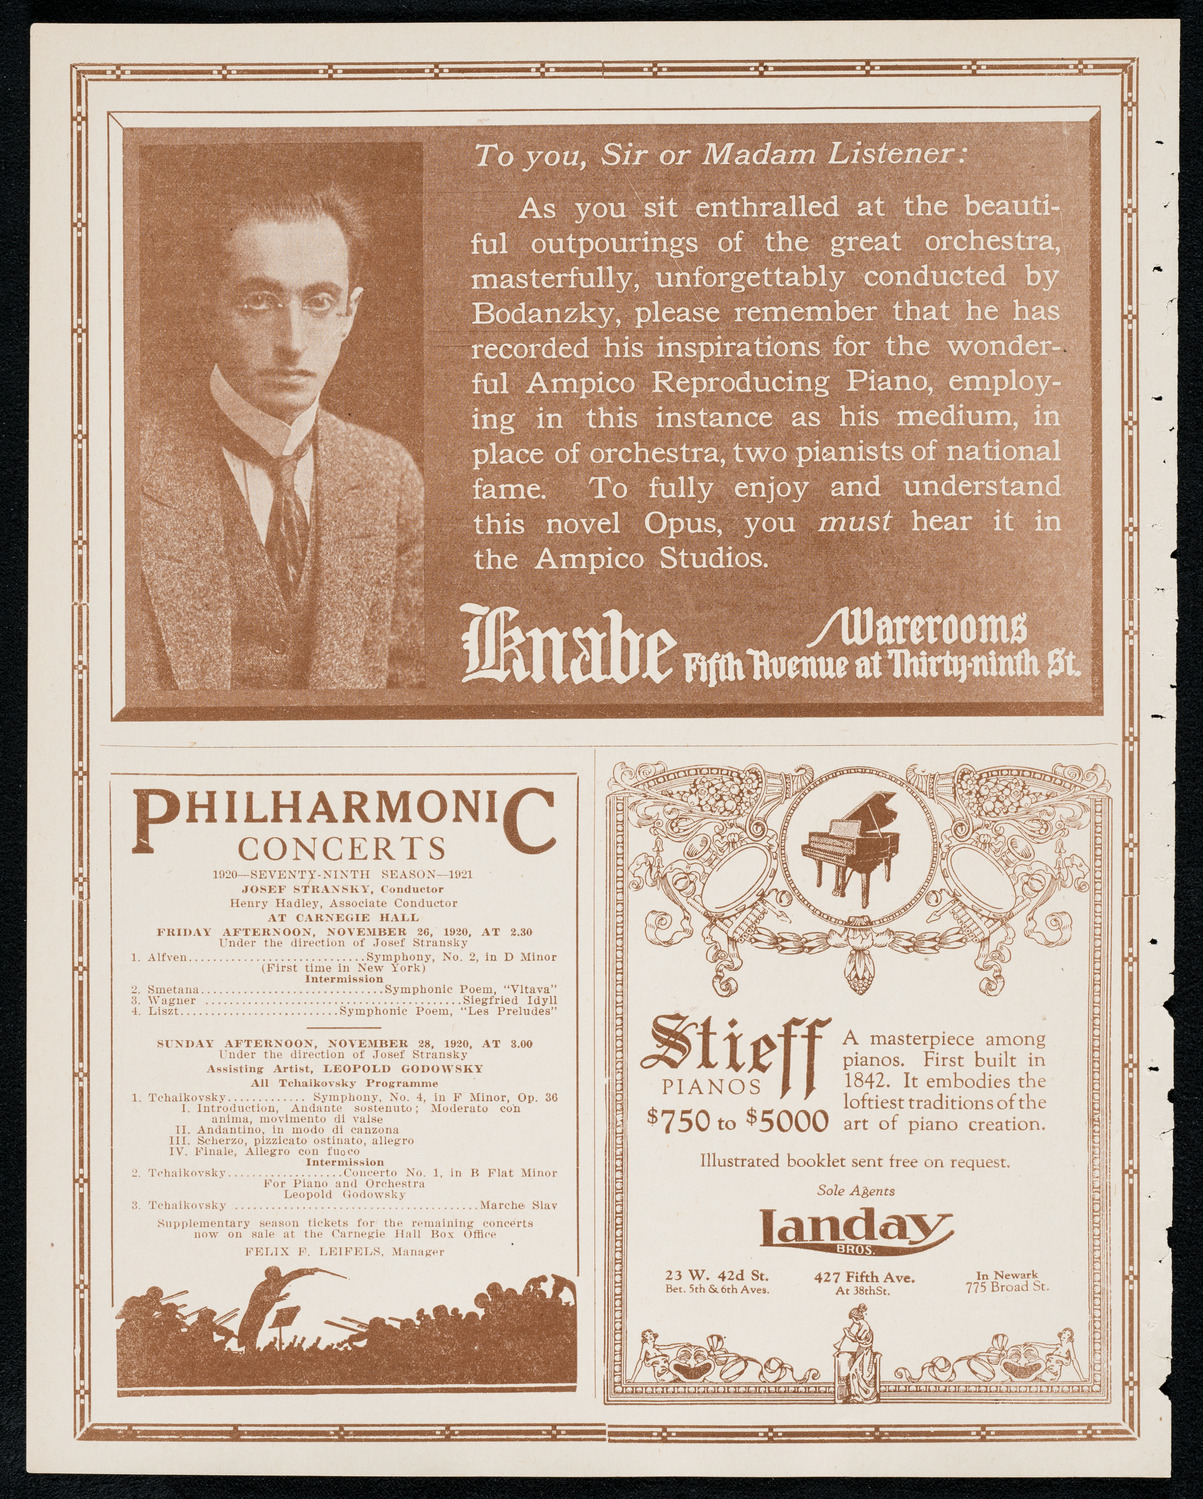 To you, Sir or Madam Listener:
As you sit enthralled at the beauti-
ful outpourings of the great orchestra,
masterfully, unforgettably conducted by
Bodanzky, please remember that he has
recorded his inspirations for the wonder-
ful Ampico Reproducing Piano, employ-
ing in this instance as his medium, in
place of orchestra, two pianists of national
fame. To fully enjoy and understand
this novel Opus, you must hear it in
the Ampico Studios.
Knabe Warerooms
Fifth Avenue at Thirty-ninth St.
PHILHARMONIC
CONCERTS
1920—SEVENTY-NINTH SEASON—1921
JOSEF STRANSKY, Conductor
Henry Hadley, Associate Conductor
AT CARNEGIE HALL
FRIDAY AFTERNOON, NOVEMBER 26, 1920, AT 2.30
Under the direction of Josef Stransky
1. Alfven............................Symphony, No. 2, in D Minor
(First time in New York)
Intermission
2. Smetana.............................Symphonic Poem, "Vltava"
3. Wagner .........................................Siegfried Idyll
4. Liszt.........................Symphonic Poem, "Les Preludes"
SUNDAY AFTERNOON, NOVEMBER 28, 1920, AT 3.00
Under the direction of Josef Stransky
Assisting Artist, LEOPOLD GODOWSKY
All Tchaikovsky Programme
1. Tchaikovsky............ Symphony, No. 4, in F Minor, Op. 36
I. Introduction, Andante sostenuto; Moderato con
anima, movimento di valse
II. Andantino, in modo di canzona
III. Scherzo, pizzicato ostinato, allegro
IV. Finale, Allegro con fuoco
Intermission
2. Tchaikovsky..................Concerto No. 1, in B Flat Minor
For Piano and Orchestra
Leopold Godowsky
3. Tchaikovsky .......................................Marche Slav
Supplementary season tickets for the remaining concerts
now on sale at the Carnegie Hall Box Office
FELIX F. LEIFELS, Manager
Stieff
PIANOS
$750 to $5000
A masterpiece among
pianos. First built in
1842. It embodies the
loftiest traditions of the
art of piano creation.
Illustrated booklet sent free on request.
Sole Agents
Landay
BROS.
23 W. 42d St.
Bet. 5th & 6th Aves.
427 Fifth Ave.
At 38th St.
In Newark
775 Broad St.